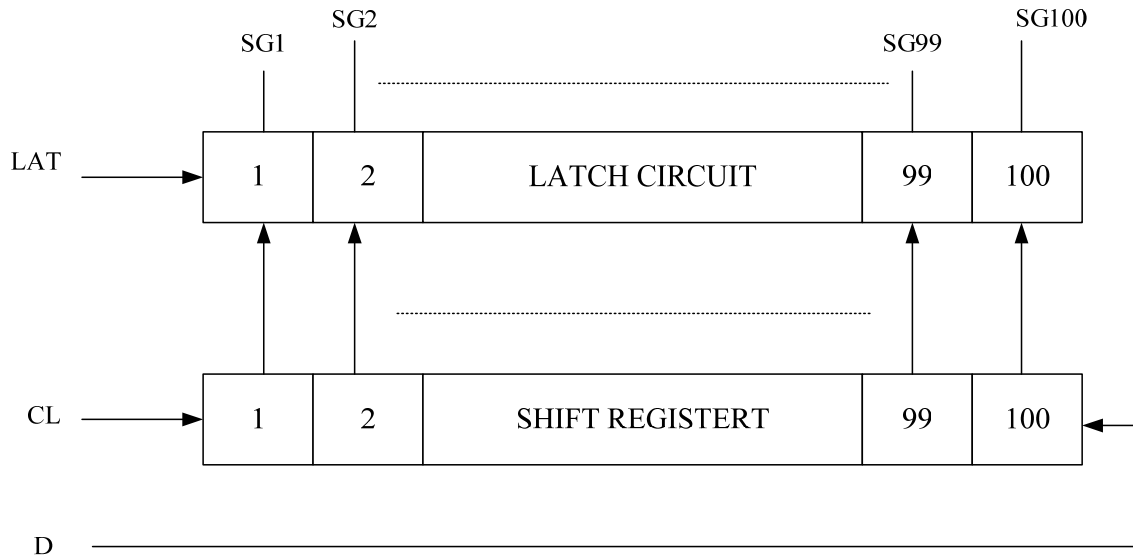 SG1
SG2
SG99
SG100
LAT
1
2
LATCH CIRCUIT
99
100
CL
1
2
SHIFT REGISTERT
99
100
D